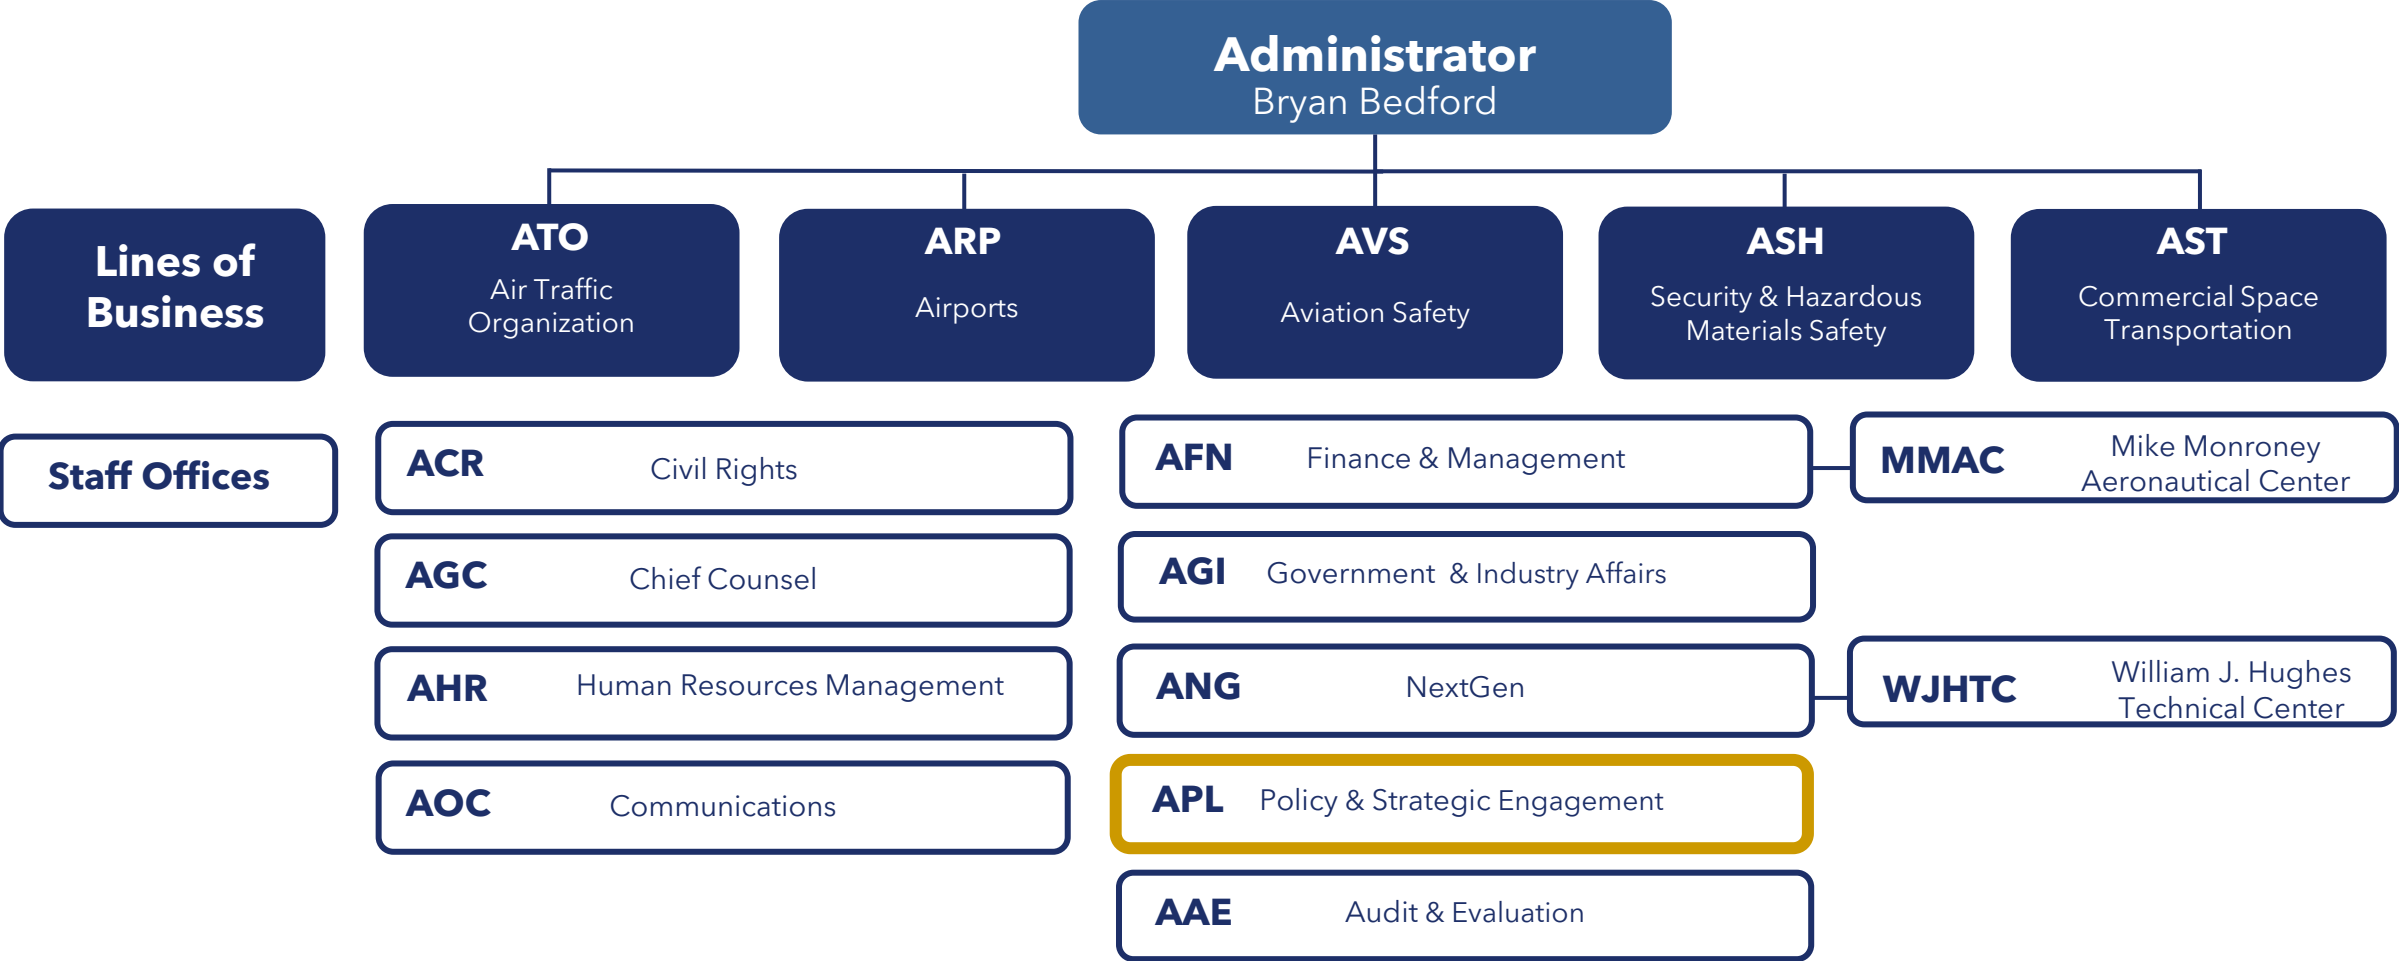 Administrator
Bryan Bedford
Lines of
Business
ATO
Air Traffic
Organization
ARP
Airports
AVS
Aviation Safety
ASH
Security & Hazardous
Materials Safety
AST
Commercial Space
Transportation
Staff Offices
ACR Civil Rights
AFN Finance & Management
MMAC
Mike Monroney
Aeronautical Center
AGC Chief Counsel
AGI Government & Industry Affairs
AHR Human Resources Management
ANG NextGen
WJHTC
William J. Hughes
Technical Center
AOC Communications
APL Policy & Strategic Engagement
AAE Audit & Evaluation